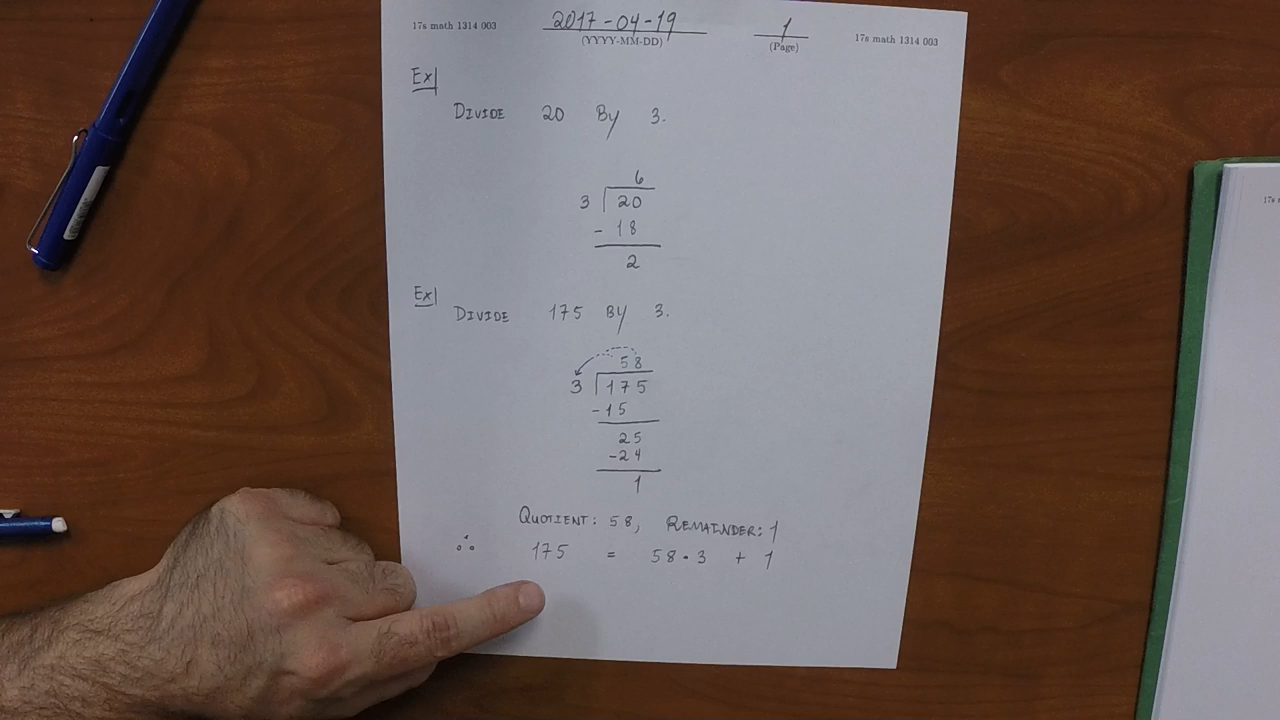 17s math 1314 003 2017-04-19 1 17s math 1314 003
(YYYY-MM-DD) (Page)
Ex
DIVIDE 20 BY 3.
6
3 20
- 18
2
Ex
DIVIDE 175 BY 3.
58
3 175
-15
25
-24
1
QUOTIENT: 58, REMAINDER: 1
∴ 175 = 58·3 + 1